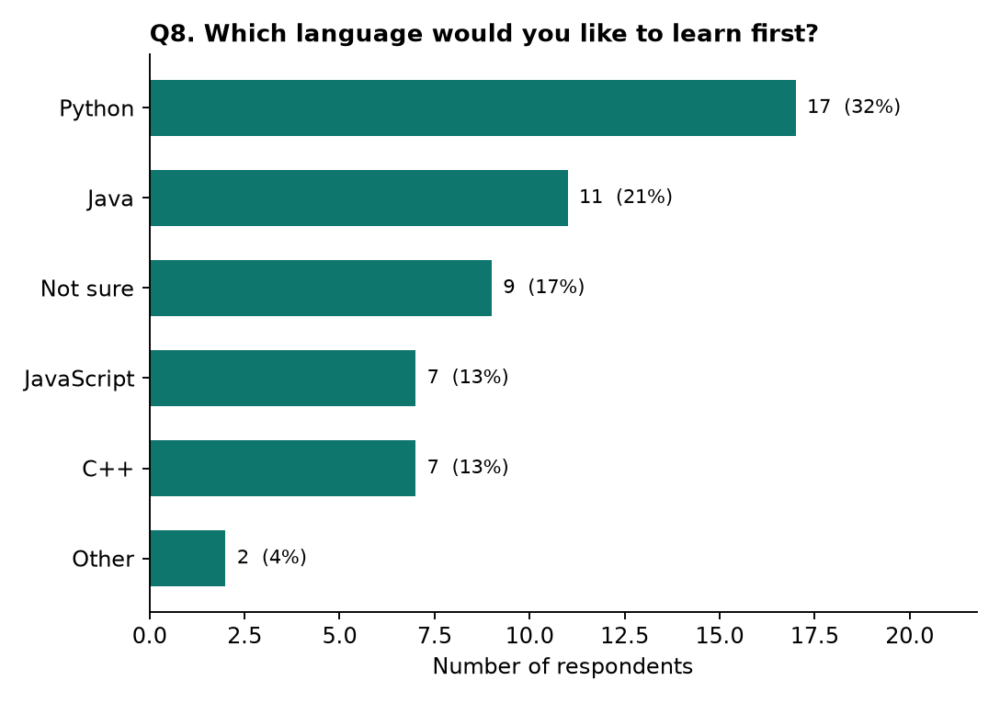 Q8. Which language would you like to learn first?
Python 17 (32%)
Java 11 (21%)
Not sure 9 (17%)
JavaScript 7 (13%)
C++ 7 (13%)
Other 2 (4%)
0.0 2.5 5.0 7.5 10.0 12.5 15.0 17.5 20.0
Number of respondents